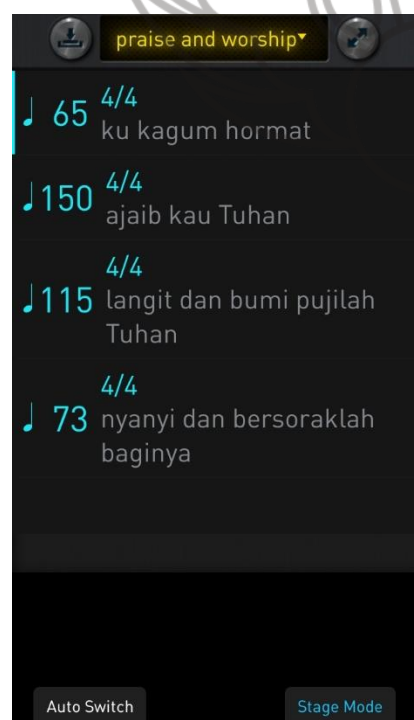 praise and worship
4/4
♩ 65
ku kagum hormat
4/4
♩150
ajaib kau Tuhan
4/4
♩115 langit dan bumi pujilah
Tuhan
4/4
♩ 73 nyanyi dan bersoraklah
baginya
Auto Switch Stage Mode